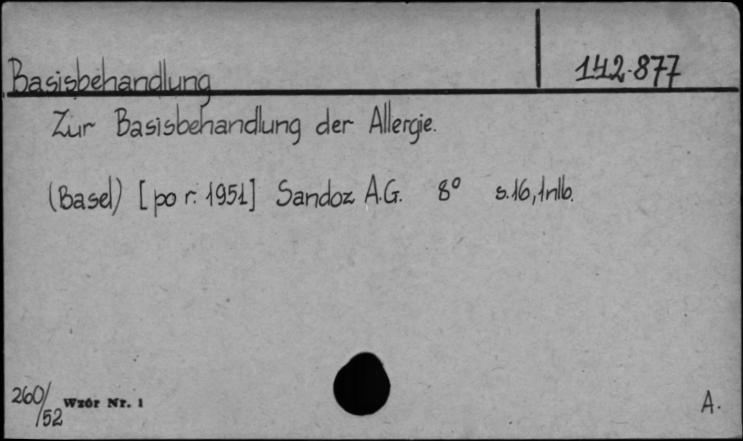 Basisbehandlung
142.877
Zur Basisbehandlung der Allergie.
(Basel) [po r. 1951] Sandoz A.G. 8° s.16, 1nlb.
260/52 Wzór Nr. 1
A.